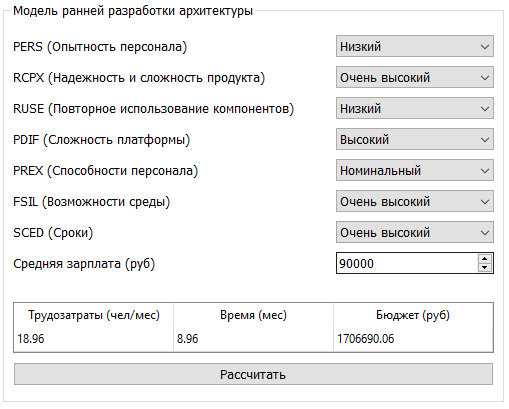 Модель ранней разработки архитектуры
PERS (Опытность персонала) Низкий
RCPX (Надежность и сложность продукта) Очень высокий
RUSE (Повторное использование компонентов) Низкий
PDIF (Сложность платформы) Высокий
PREX (Способности персонала) Номинальный
FSIL (Возможности среды) Очень высокий
SCED (Сроки) Очень высокий
Средняя зарплата (руб) 90000
Трудозатраты (чел/мес) Время (мес) Бюджет (руб)
18.96 8.96 1706690.06
Рассчитать